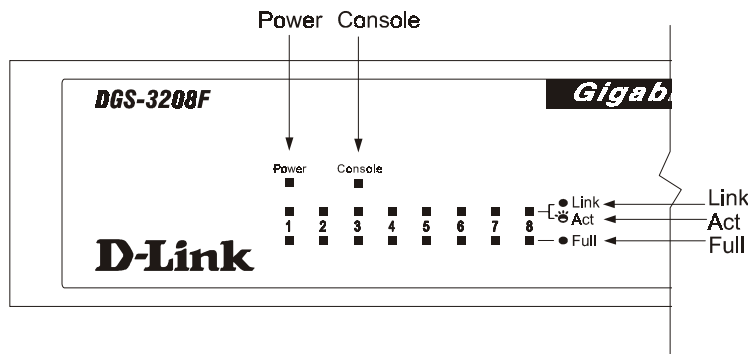 Power Console
DGS-3208F
Gigab
Power Console
Link
Act
1 2 3 4 5 6 7 8
Full
Link
Act
Full
D-Link